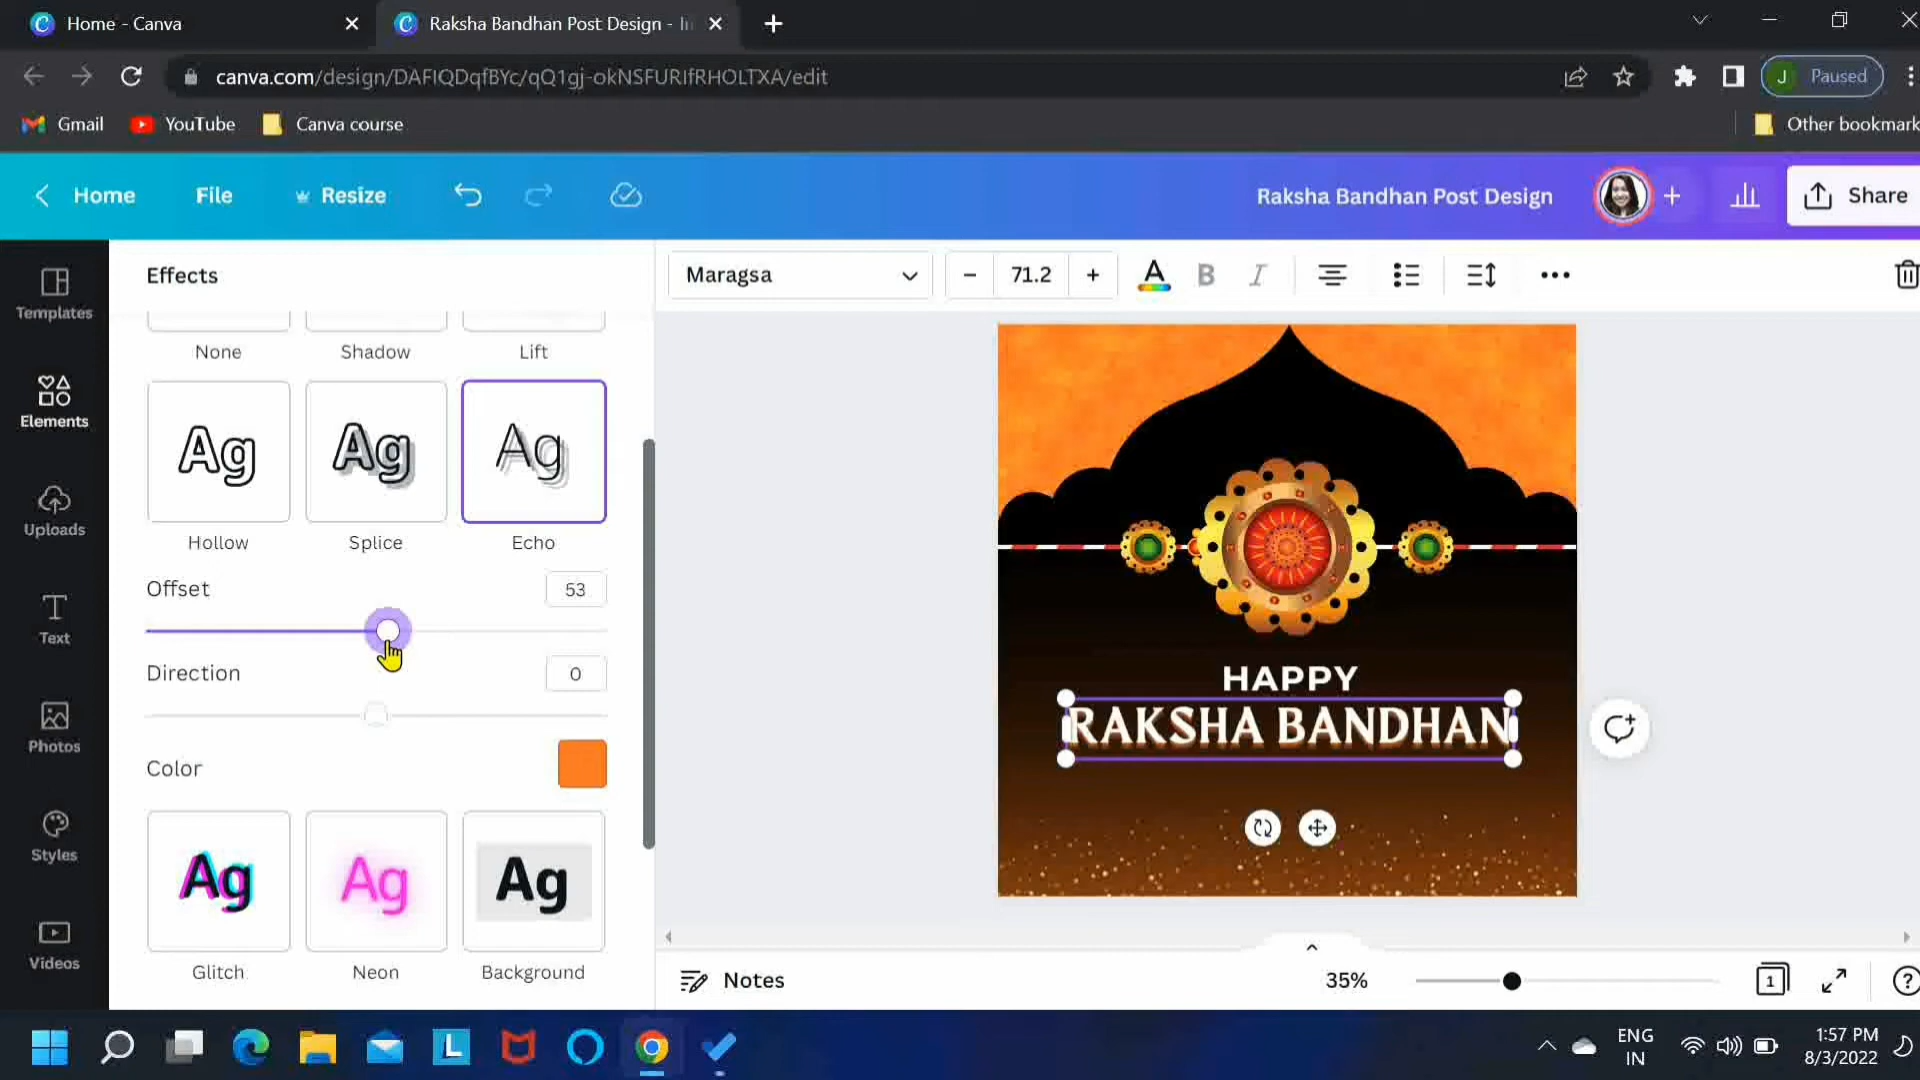 Home - Canva
Raksha Bandhan Post Design -
canva.com/design/DAFIQDqfBYc/qQ1gj-okNSFURIfRHOLTXA/edit
J Paused
Gmail YouTube Canva course Other bookmark
Home File Resize Raksha Bandhan Post Design Share
Templates
Elements
Uploads
Text
Photos
Styles
Videos
Effects
None Shadow Lift
Ag Ag Ag
Hollow Splice Echo
Offset 53
Direction 0
Color
Ag Ag Ag
Glitch Neon Background
Maragsa 71.2 A B I
HAPPY
RAKSHA BANDHAN
Notes 35% 1 ?
L
ENG
IN
1:57 PM
8/3/2022